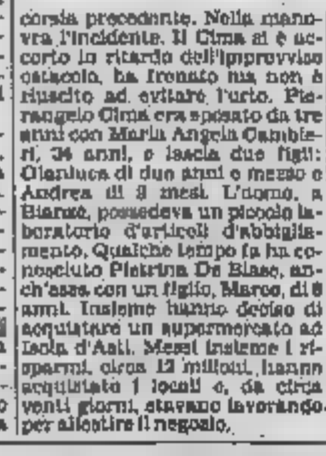 corsia precedente. Nella mano-
vra l'incidente. Il Cima si è ac-
corto in ritardo dell'improvviso
ostacolo, ha frenato ma non è
riuscito ad evitare l'urto. Pie-
rangelo Cima era sposato da tre
anni con Maria Angela Cambie-
ri, 34 anni, e lascia due figli:
Gianluca di due anni e mezzo e
Andrea di 9 mesi. L'uomo, a
Bianzè, possedeva un piccolo la-
boratorio d'articoli d'abbiglia-
mento. Qualche tempo fa ha co-
nosciuto Pietrina De Biase, an-
ch'essa con un figlio, Marco, di 8
anni. Insieme hanno deciso di
acquistare un supermercato ad
Isola d'Asti. Messi insieme i ri-
sparmi, circa 12 milioni, hanno
acquistato i locali e, da circa
venti giorni, stavano lavorando
per allestire il negozio.